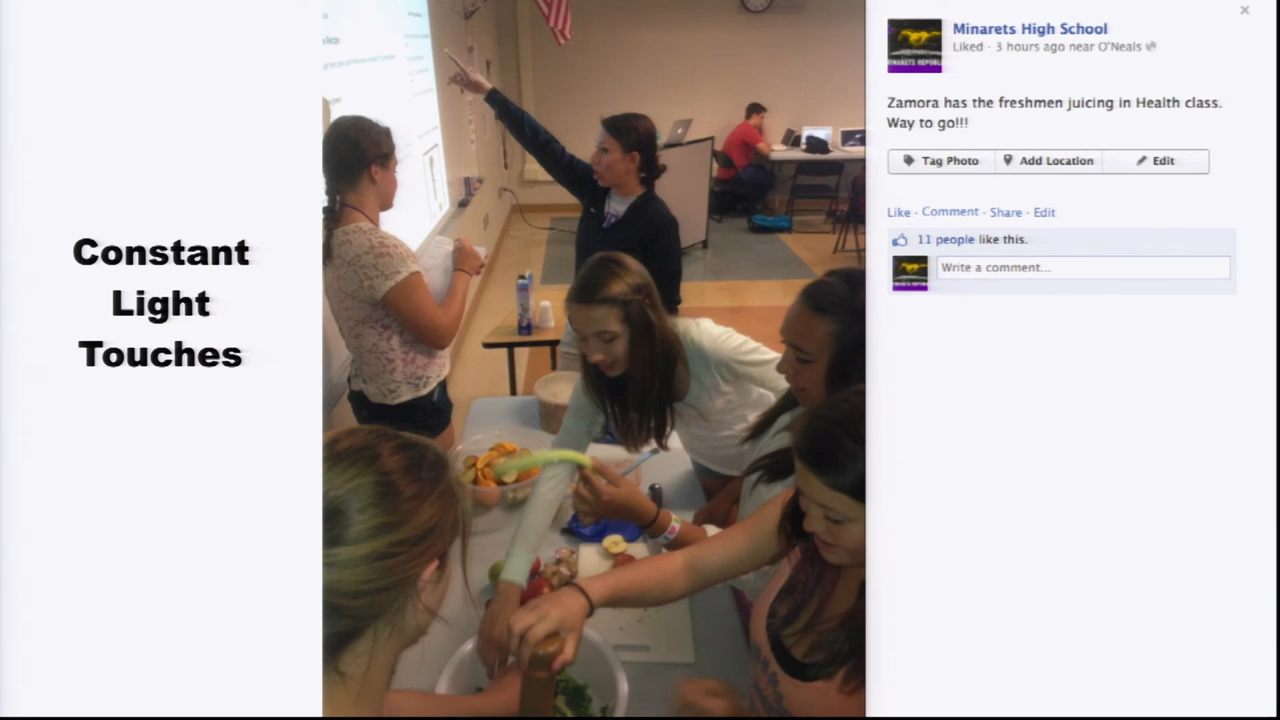 Constant
Light
Touches
Minarets High School
Liked · 3 hours ago near O'Neals
Zamora has the freshmen juicing in Health class.
Way to go!!!
Tag Photo
Add Location
Edit
Like · Comment · Share · Edit
11 people like this.
Write a comment...